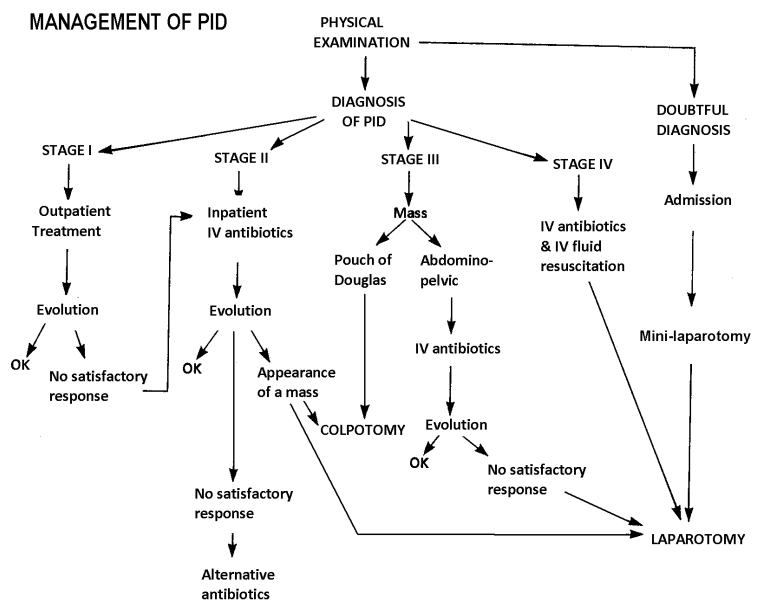 MANAGEMENT OF PID
PHYSICAL
EXAMINATION
DIAGNOSIS
OF PID
DOUBTFUL
DIAGNOSIS
STAGE I
STAGE II
STAGE III
STAGE IV
Admission
Outpatient
Treatment
Inpatient
IV antibiotics
Mass
IV antibiotics
& IV fluid
resuscitation
Pouch of
Douglas
Abdomino-
pelvic
Evolution
Evolution
Mini-laparotomy
IV antibiotics
OK
No satisfactory
response
OK
Appearance
of a mass
COLPOTOMY
Evolution
OK
No satisfactory
response
No satisfactory
response
LAPAROTOMY
Alternative
antibiotics